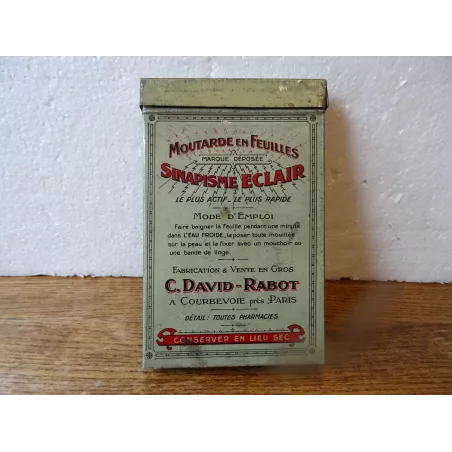 MOUTARDE EN FEUILLES
MARQUE DÉPOSÉE
SINAPISME ECLAIR
LE PLUS ACTIF _ LE PLUS RAPIDE
MODE D'EMPLOI
Faire baigner la Feuille pendant une minute
dans L'EAU FROIDE, la poser toute mouillée
sur la peau et la fixer avec un mouchoir ou
une bande de linge.
FABRICATION & VENTE EN GROS
C. DAVID-RABOT
A COURBEVOIE près PARIS
DÉTAIL: TOUTES PHARMACIES
CONSERVER EN LIEU SEC